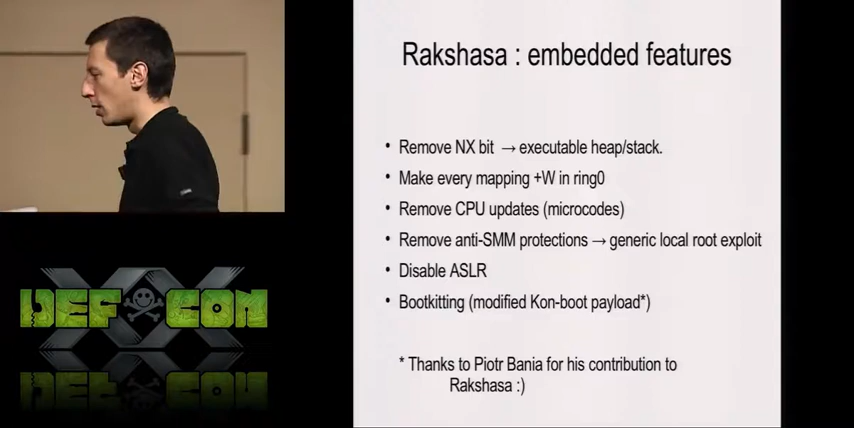 Rakshasa : embedded features
• Remove NX bit → executable heap/stack.
• Make every mapping +W in ring0
• Remove CPU updates (microcodes)
• Remove anti-SMM protections → generic local root exploit
• Disable ASLR
• Bootkitting (modified Kon-boot payload*)
* Thanks to Piotr Bania for his contribution to
Rakshasa :)
XX
DEF CON